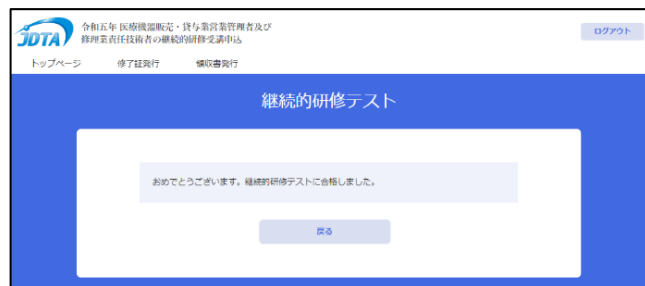 JDTA
令和五年 医療機器販売・貸与業営業管理者及び
修理業責任技術者の継続的研修受講申込
ログアウト
トップページ 修了証発行 領収書発行
継続的研修テスト
おめでとうございます。継続的研修テストに合格しました。
戻る